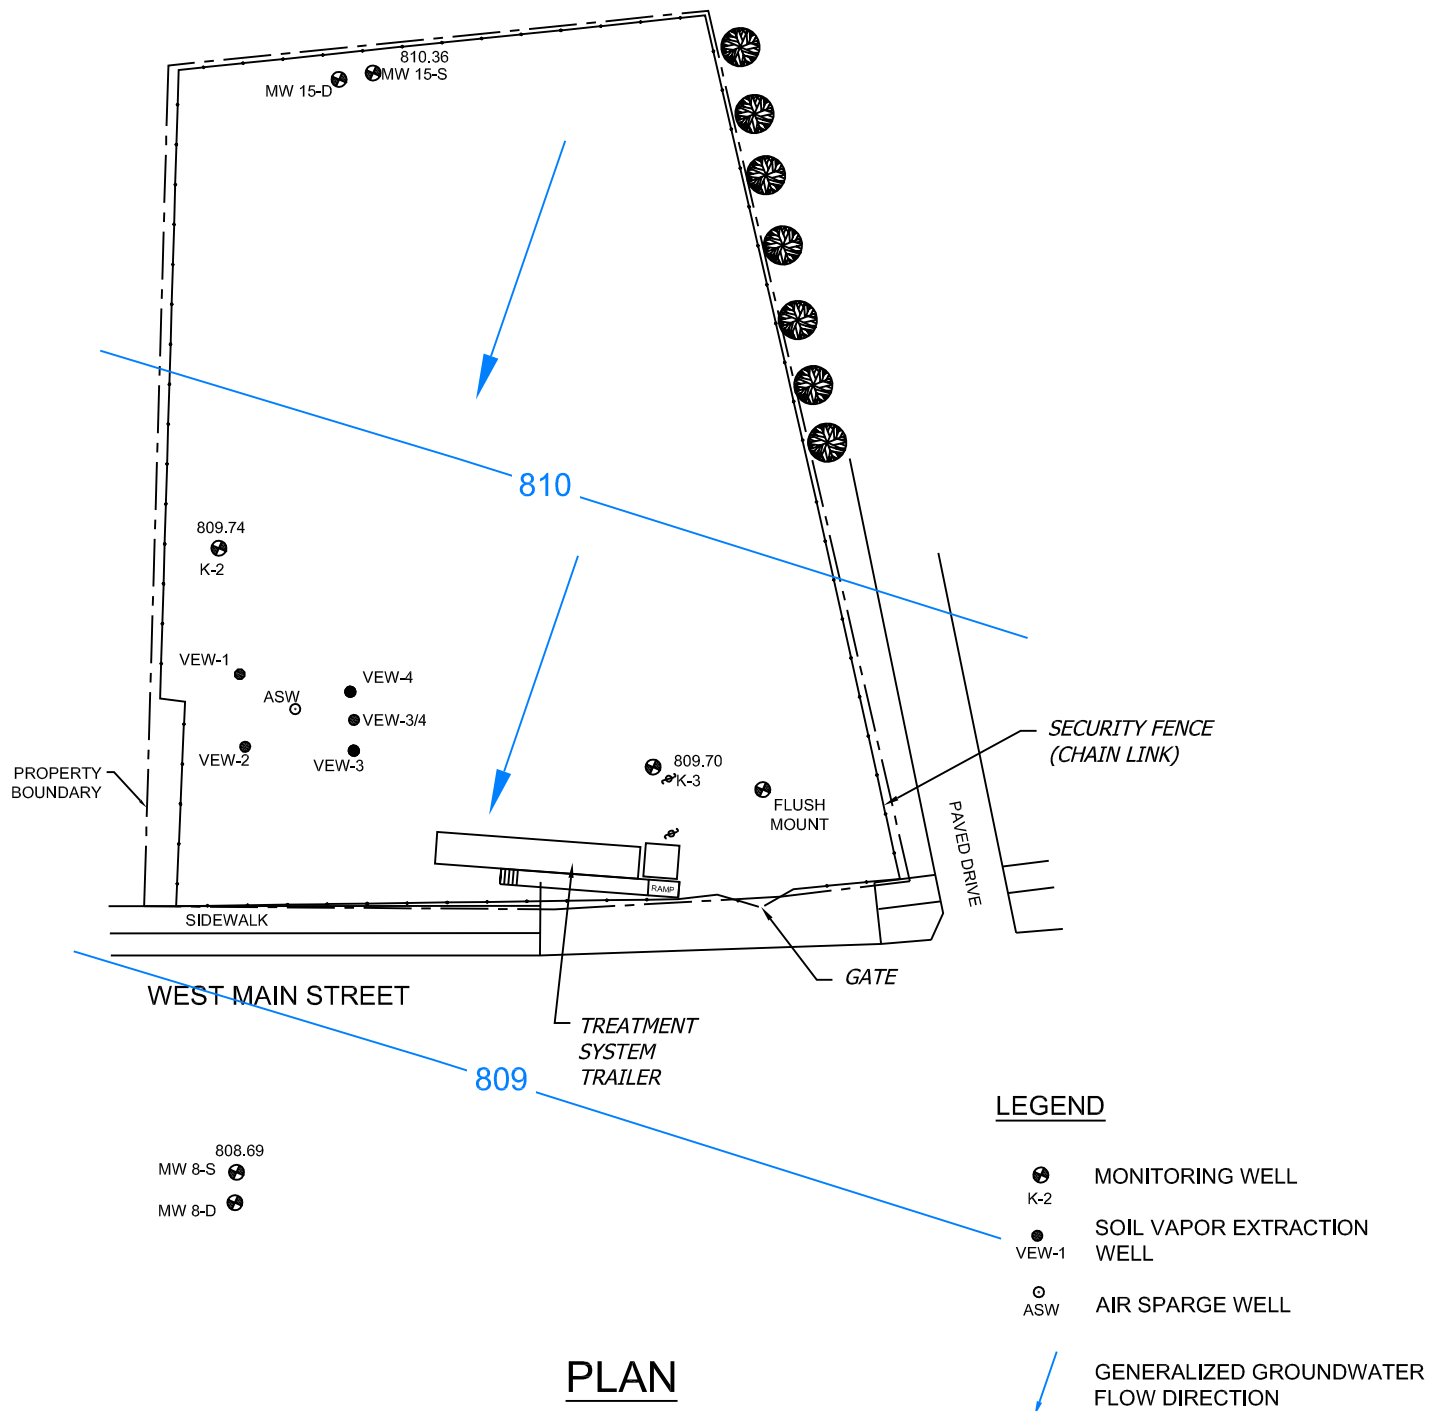 810.36
MW 15-S
MW 15-D
810
809.74
K-2
VEW-1
VEW-4
ASW
VEW-3/4
VEW-2
VEW-3
809.70
K-3
FLUSH
MOUNT
SECURITY FENCE
(CHAIN LINK)
PROPERTY
BOUNDARY
PAVED DRIVE
RAMP
SIDEWALK
GATE
WEST MAIN STREET
TREATMENT
SYSTEM
TRAILER
809
808.69
MW 8-S
MW 8-D
LEGEND
MONITORING WELL
K-2
SOIL VAPOR EXTRACTION
WELL
VEW-1
AIR SPARGE WELL
ASW
GENERALIZED GROUNDWATER
FLOW DIRECTION
PLAN